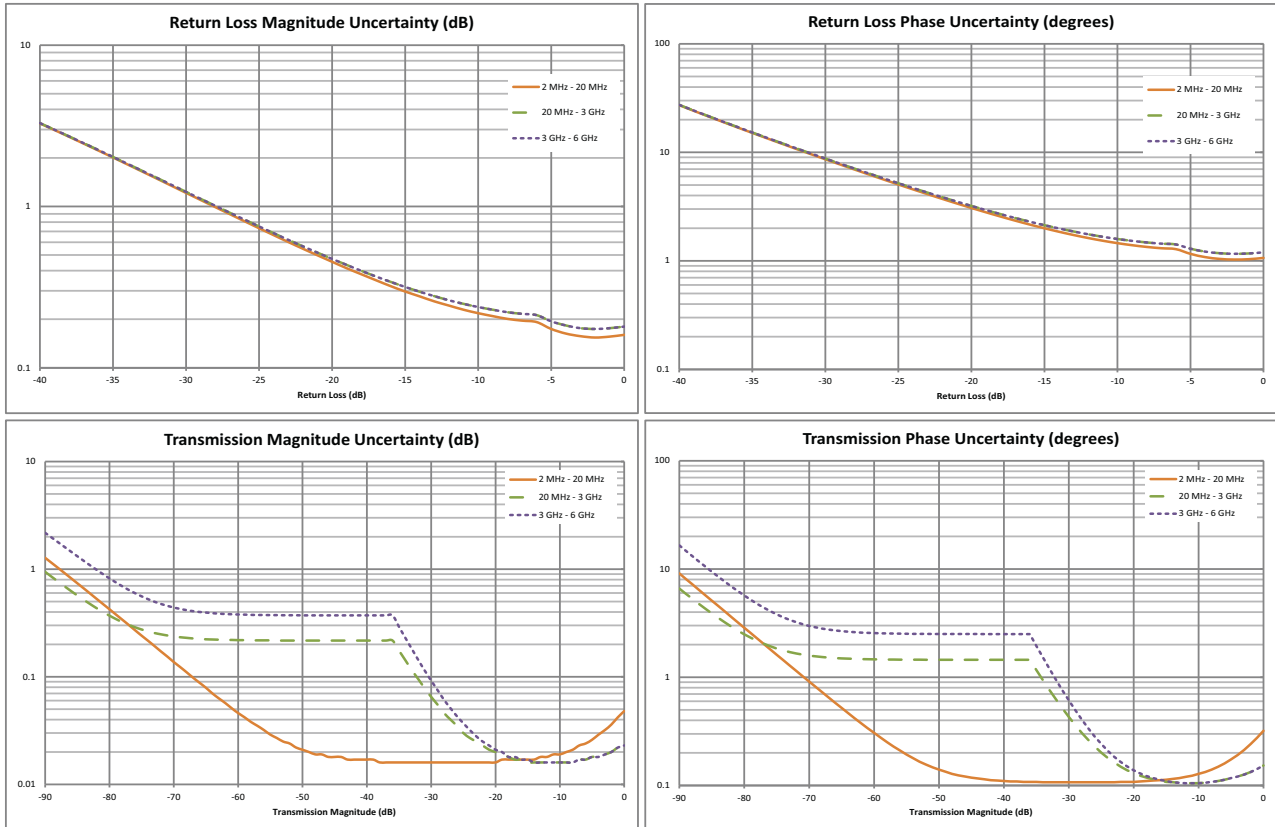 Return Loss Magnitude Uncertainty (dB)
10
1
0.1
-40 -35 -30 -25 -20 -15 -10 -5 0
Return Loss (dB)
2 MHz - 20 MHz
20 MHz - 3 GHz
3 GHz - 6 GHz
Return Loss Phase Uncertainty (degrees)
100
10
1
0.1
-40 -35 -30 -25 -20 -15 -10 -5 0
Return Loss (dB)
2 MHz - 20 MHz
20 MHz - 3 GHz
3 GHz - 6 GHz
Transmission Magnitude Uncertainty (dB)
10
1
0.1
0.01
-90 -80 -70 -60 -50 -40 -30 -20 -10 0
Transmission Magnitude (dB)
2 MHz - 20 MHz
20 MHz - 3 GHz
3 GHz - 6 GHz
Transmission Phase Uncertainty (degrees)
100
10
1
0.1
-90 -80 -70 -60 -50 -40 -30 -20 -10 0
Transmission Magnitude (dB)
2 MHz - 20 MHz
20 MHz - 3 GHz
3 GHz - 6 GHz